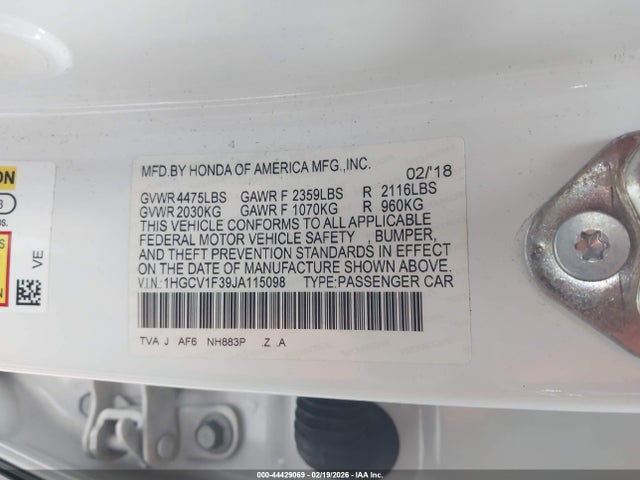 MFD.BY HONDA OF AMERICA MFG.,INC. 02/'18
GVWR 4475LBS GAWR F 2359LBS R 2116LBS
GVWR 2030KG GAWR F 1070KG R 960KG
THIS VEHICLE CONFORMS TO ALL APPLICABLE
FEDERAL MOTOR VEHICLE SAFETY , BUMPER,
AND THEFT PREVENTION STANDARDS IN EFFECT
ON THE DATE OF MANUFACTURE SHOWN ABOVE.
V.I.N.:1HGCV1F39JA115098 TYPE:PASSENGER CAR
TVA J AF6 NH883P .Z .A
VE
000-44429069 - 02/19/2026 - IAA Inc.